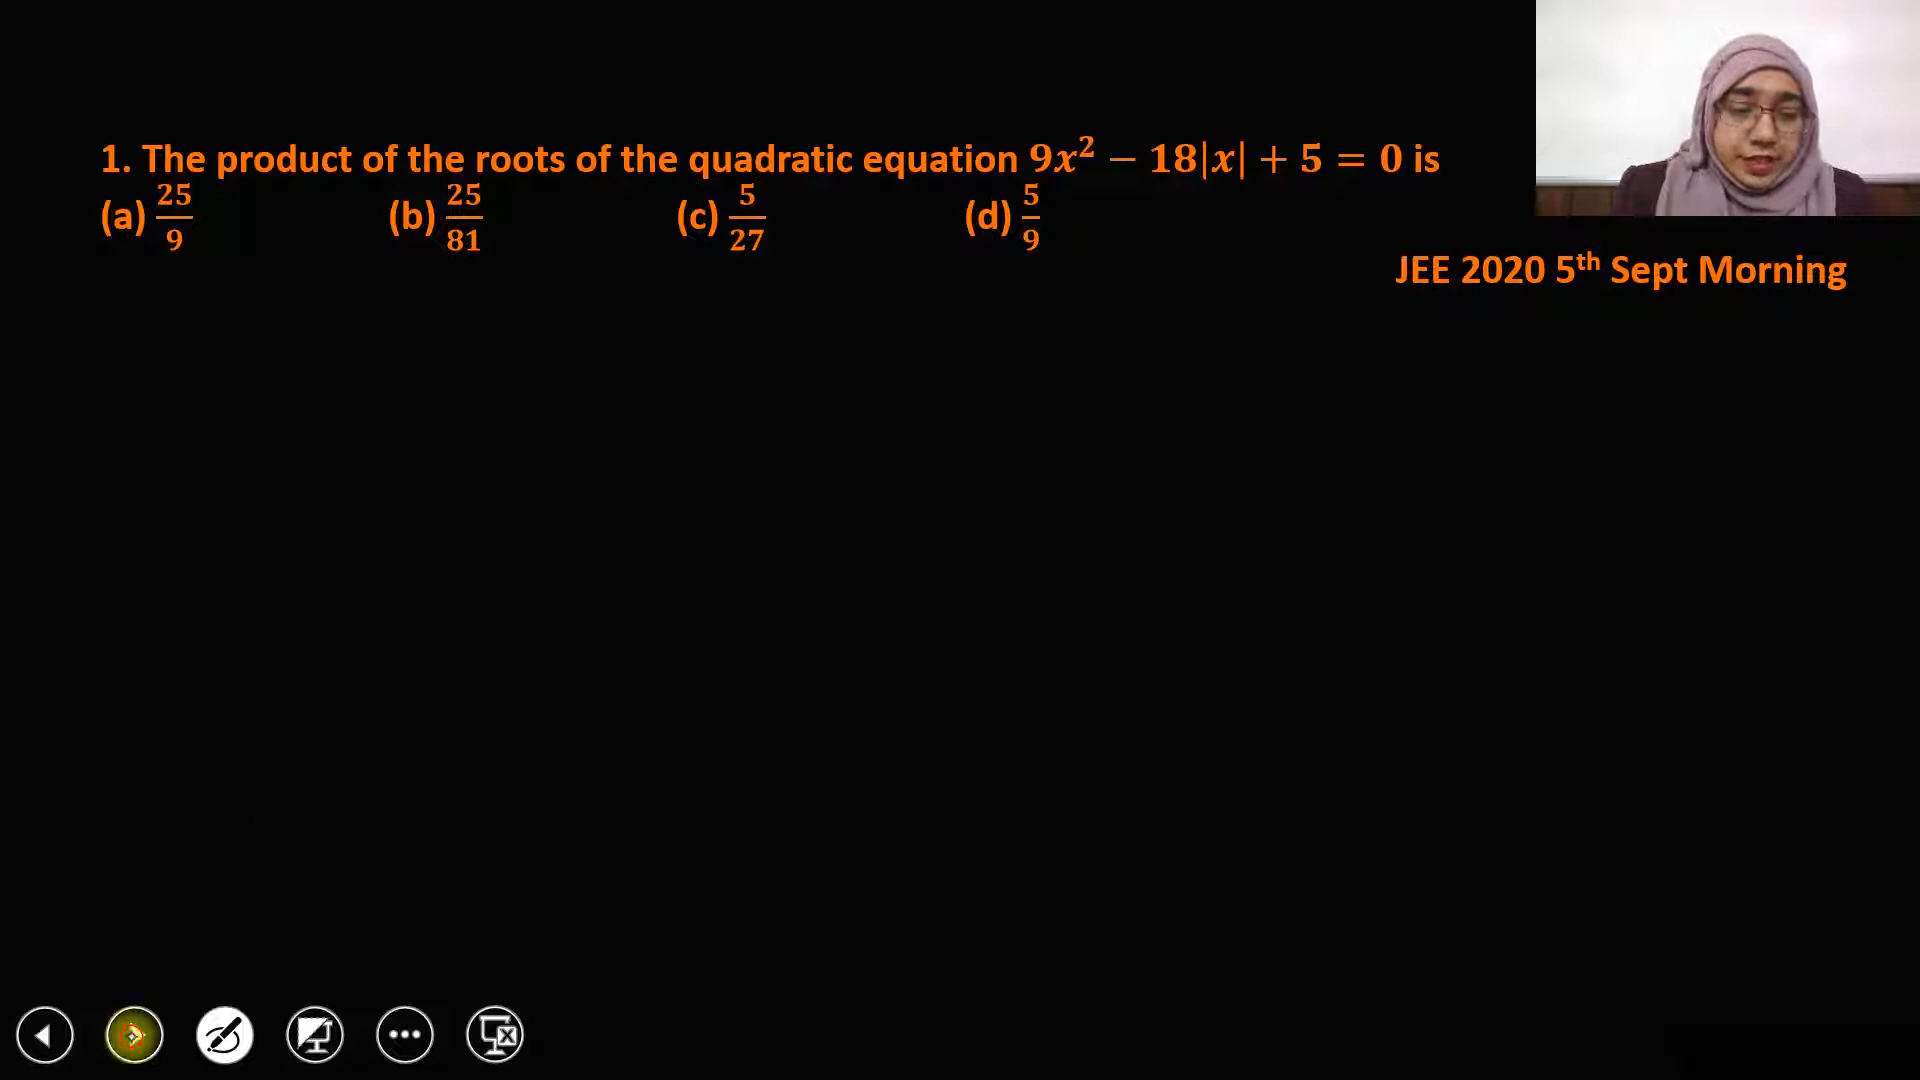 1. The product of the roots of the quadratic equation 9x² − 18|x| + 5 = 0 is
(a) 25/9 (b) 25/81 (c) 5/27 (d) 5/9
JEE 2020 5th Sept Morning